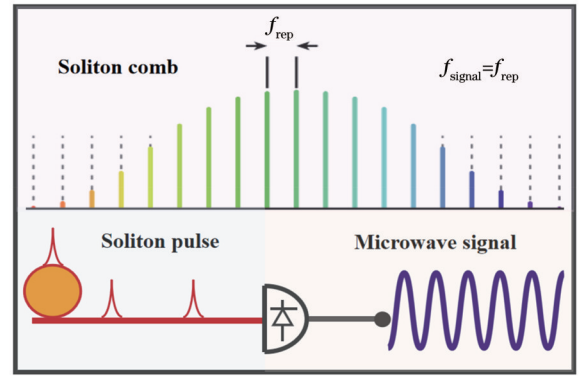 f_rep
Soliton comb
f_signal=f_rep
Soliton pulse
Microwave signal